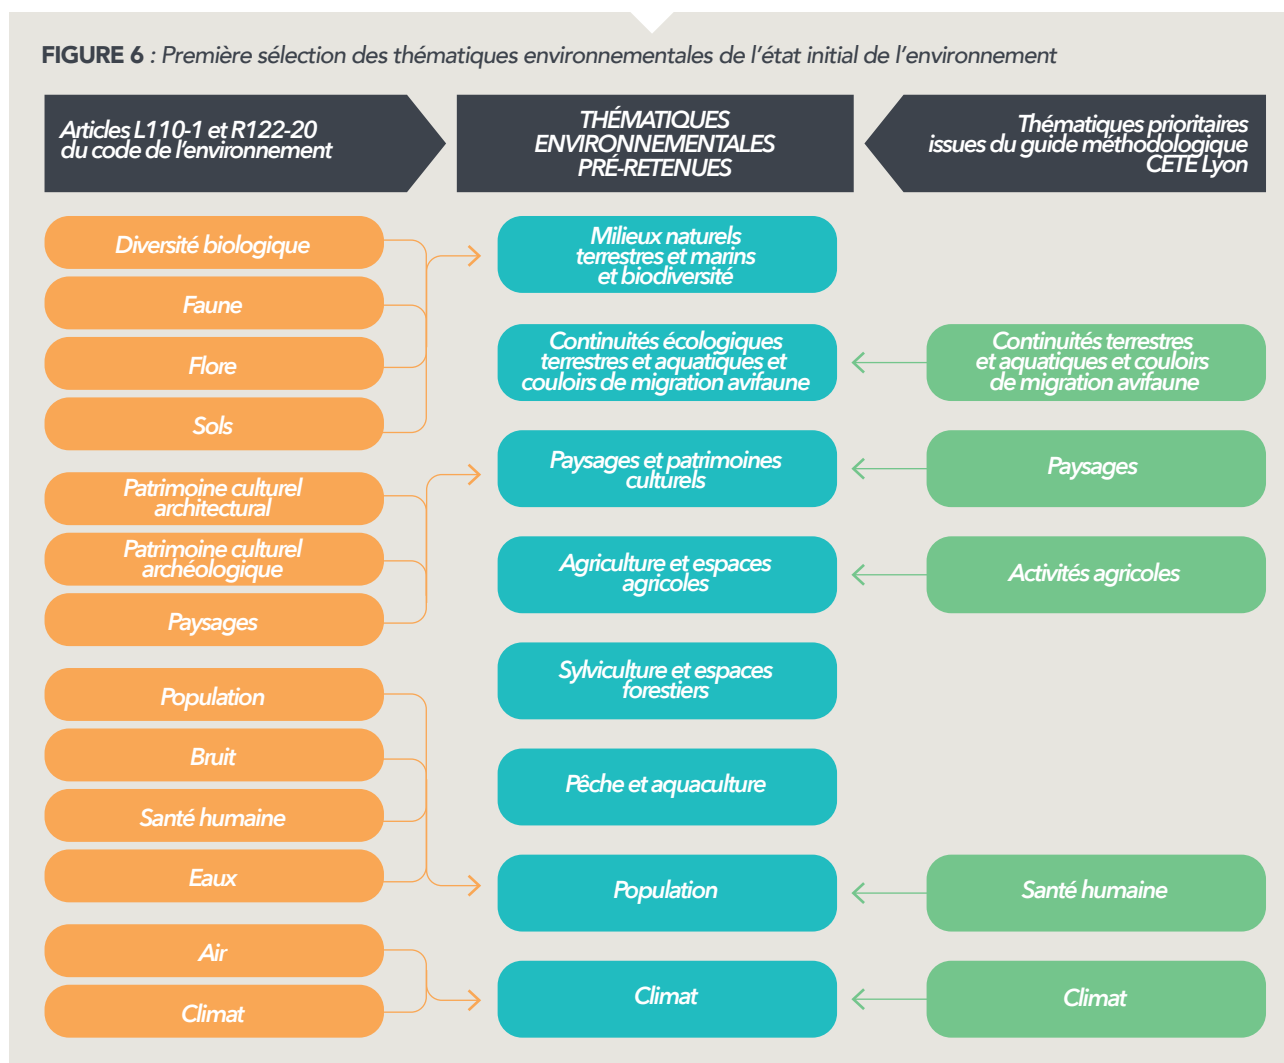 FIGURE 6 : Première sélection des thématiques environnementales de l'état initial de l'environnement
Articles L110-1 et R122-20
du code de l'environnement
THÉMATIQUES
ENVIRONNEMENTALES
PRÉ-RETENUES
Thématiques prioritaires
issues du guide méthodologique
CETE Lyon
Diversité biologique
Faune
Flore
Sols
Patrimoine culturel
architectural
Patrimoine culturel
archéologique
Paysages
Population
Bruit
Santé humaine
Eaux
Air
Climat
Milieux naturels
terrestres et marins
et biodiversité
Continuités écologiques
terrestres et aquatiques et
couloirs de migration avifaune
Paysages et patrimoines
culturels
Agriculture et espaces
agricoles
Sylviculture et espaces
forestiers
Pêche et aquaculture
Population
Climat
Continuités terrestres
et aquatiques et couloirs
de migration avifaune
Paysages
Activités agricoles
Santé humaine
Climat